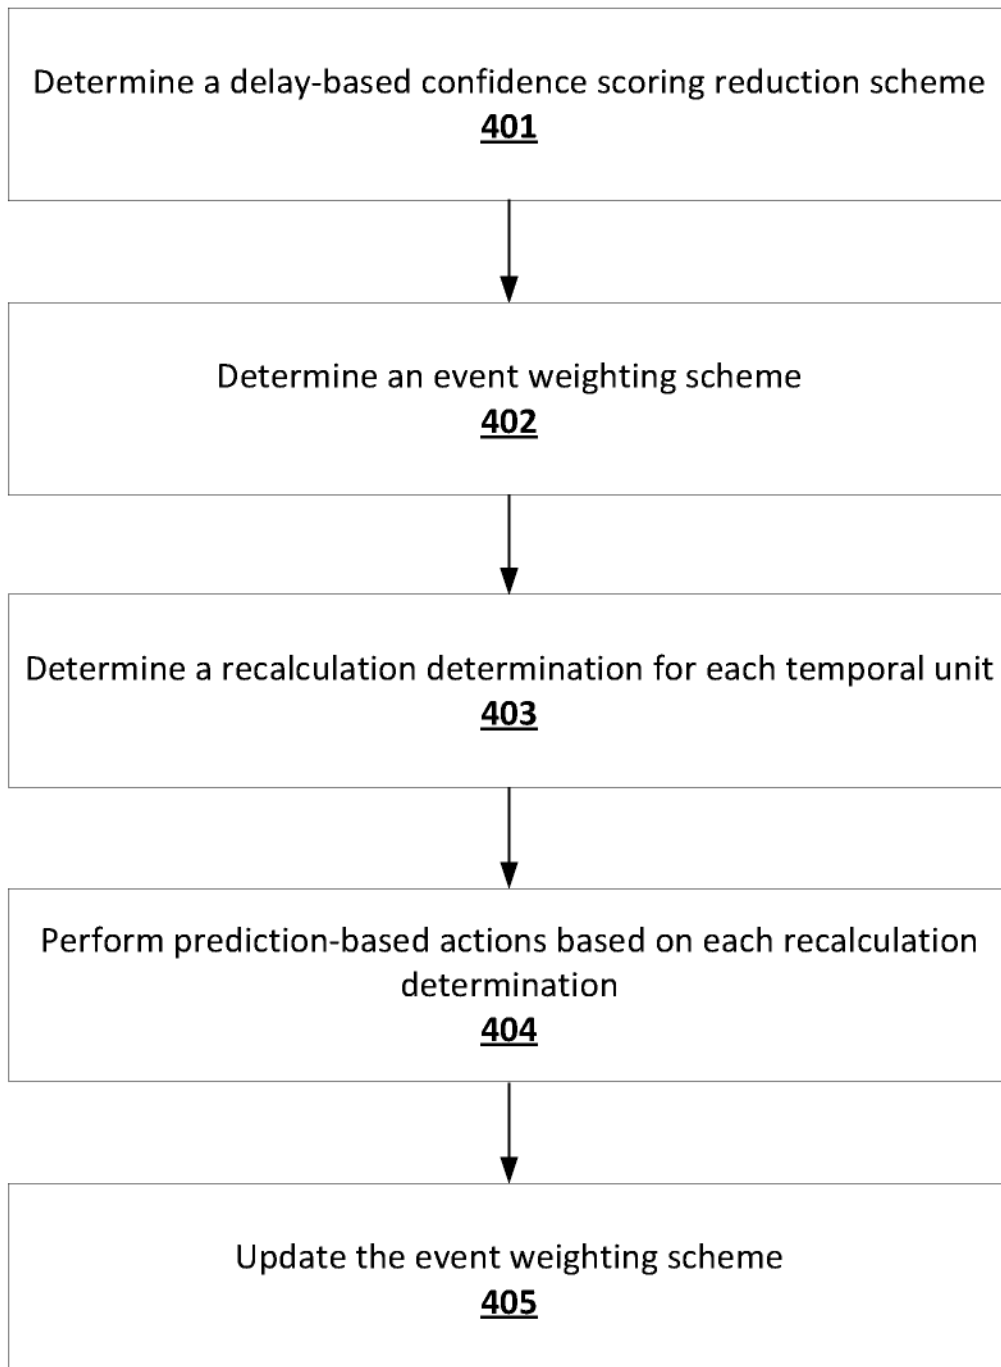 Determine a delay-based confidence scoring reduction scheme
401
Determine an event weighting scheme
402
Determine a recalculation determination for each temporal unit
403
Perform prediction-based actions based on each recalculation
determination
404
Update the event weighting scheme
405